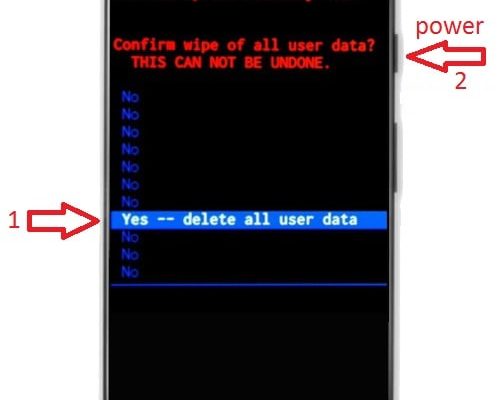 power
Confirm wipe of all user data?
THIS CAN NOT BE UNDONE.
2
No
No
No
No
No
No
No
1
Yes -- delete all user data
No
No
No